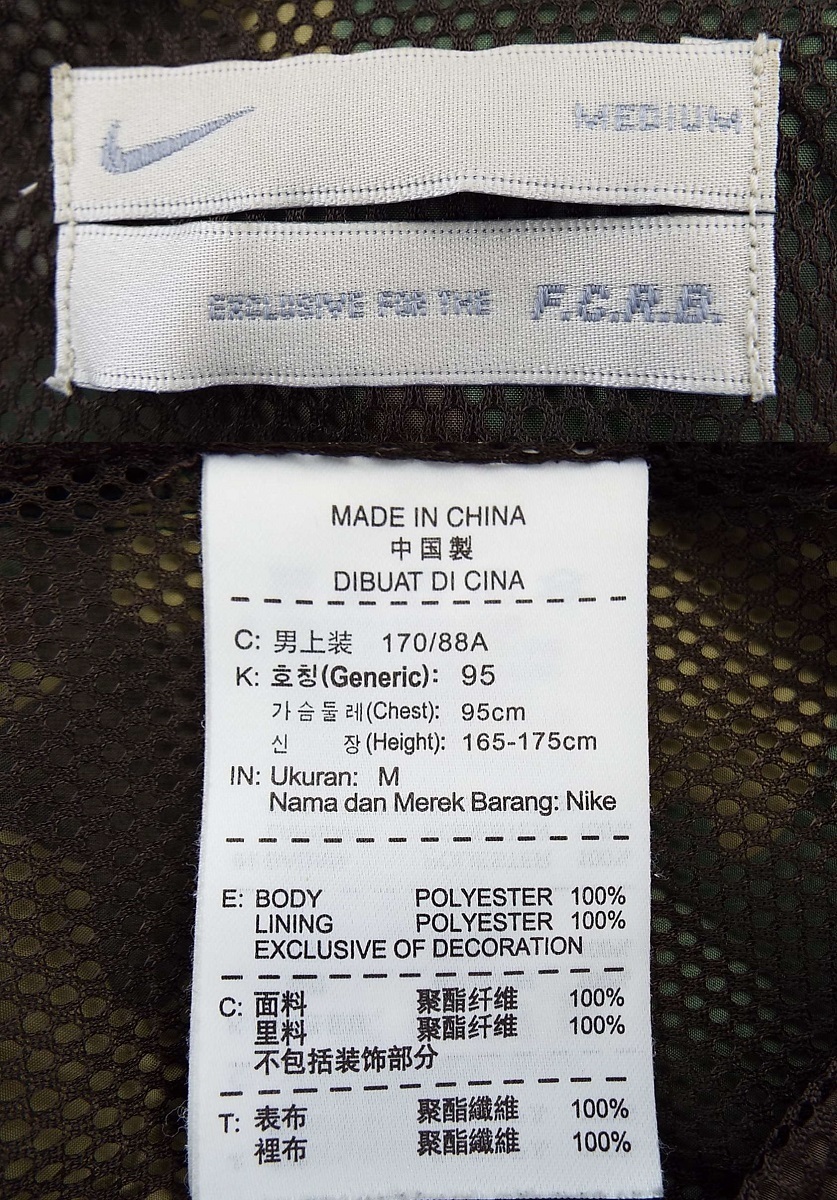 MEDIUM
EXCLUSIVE FOR THE F.C.R.B.
MADE IN CHINA
中国製
DIBUAT DI CINA
C: 男上装 170/88A
K: 호칭(Generic): 95
가슴둘레(Chest): 95cm
신 장(Height): 165-175cm
IN: Ukuran: M
Nama dan Merek Barang: Nike
E: BODY POLYESTER 100%
LINING POLYESTER 100%
EXCLUSIVE OF DECORATION
C: 面料 聚酯纤维 100%
里料 聚酯纤维 100%
不包括装饰部分
T: 表布 聚酯纖維 100%
裡布 聚酯纖維 100%